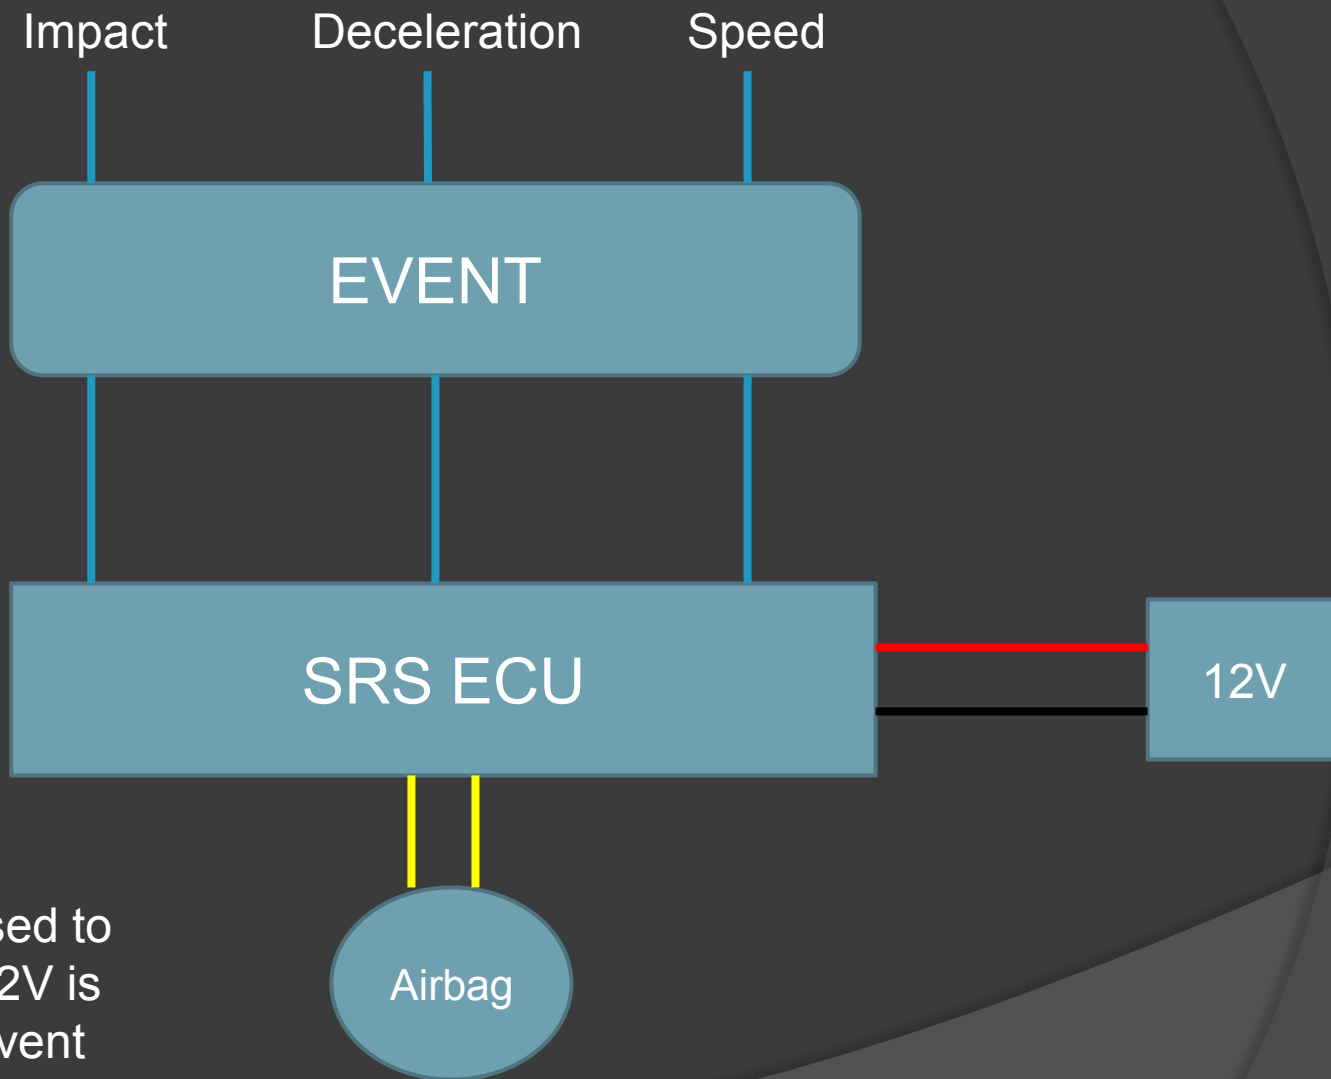 Impact Deceleration Speed
EVENT
SRS ECU
12V
Airbag
sed to
2V is
vent